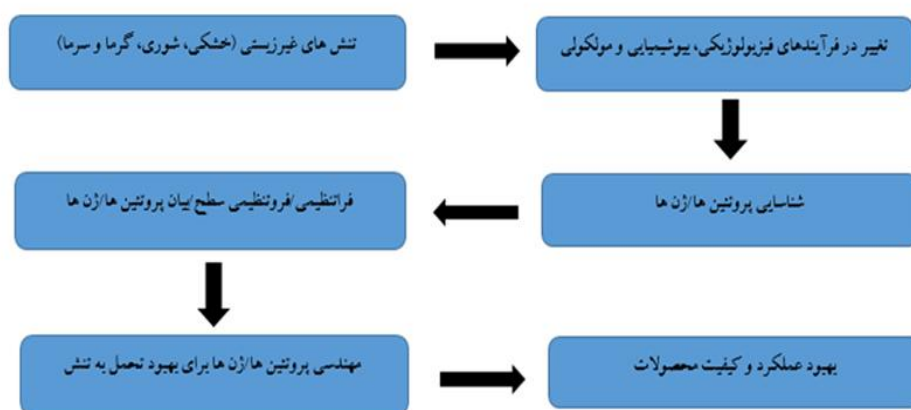 تنش های غیرزیستی (خشکی، شوری، گرما و سرما)
تغییر در فرآیندهای فیزیولوژیکی، بیوشیمیایی و مولکولی
شناسایی پروتئین ها/ژن ها
فراتنظیمی/فروتنظیمی سطح/بیان پروتئین ها/ژن ها
مهندسی پروتئین ها/ژن ها برای بهبود تحمل به تنش
بهبود عملکرد و کیفیت محصولات